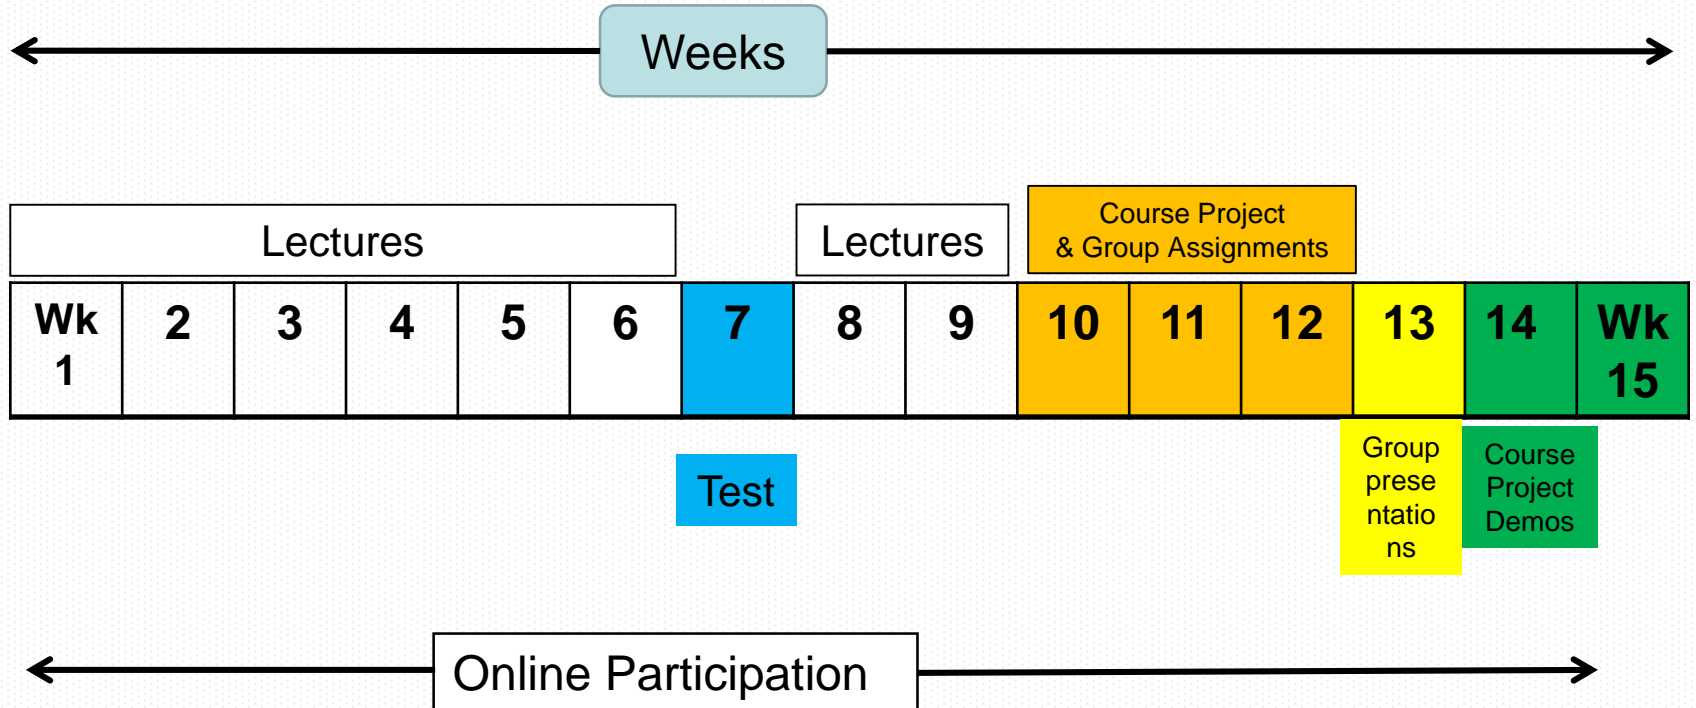 Weeks
Lectures
Lectures
Course Project
& Group Assignments
Wk 2 3 4 5 6 7 8 9 10 11 12 13 14 Wk
1 15
Test
Group
prese
ntatio
ns
Course
Project
Demos
Online Participation